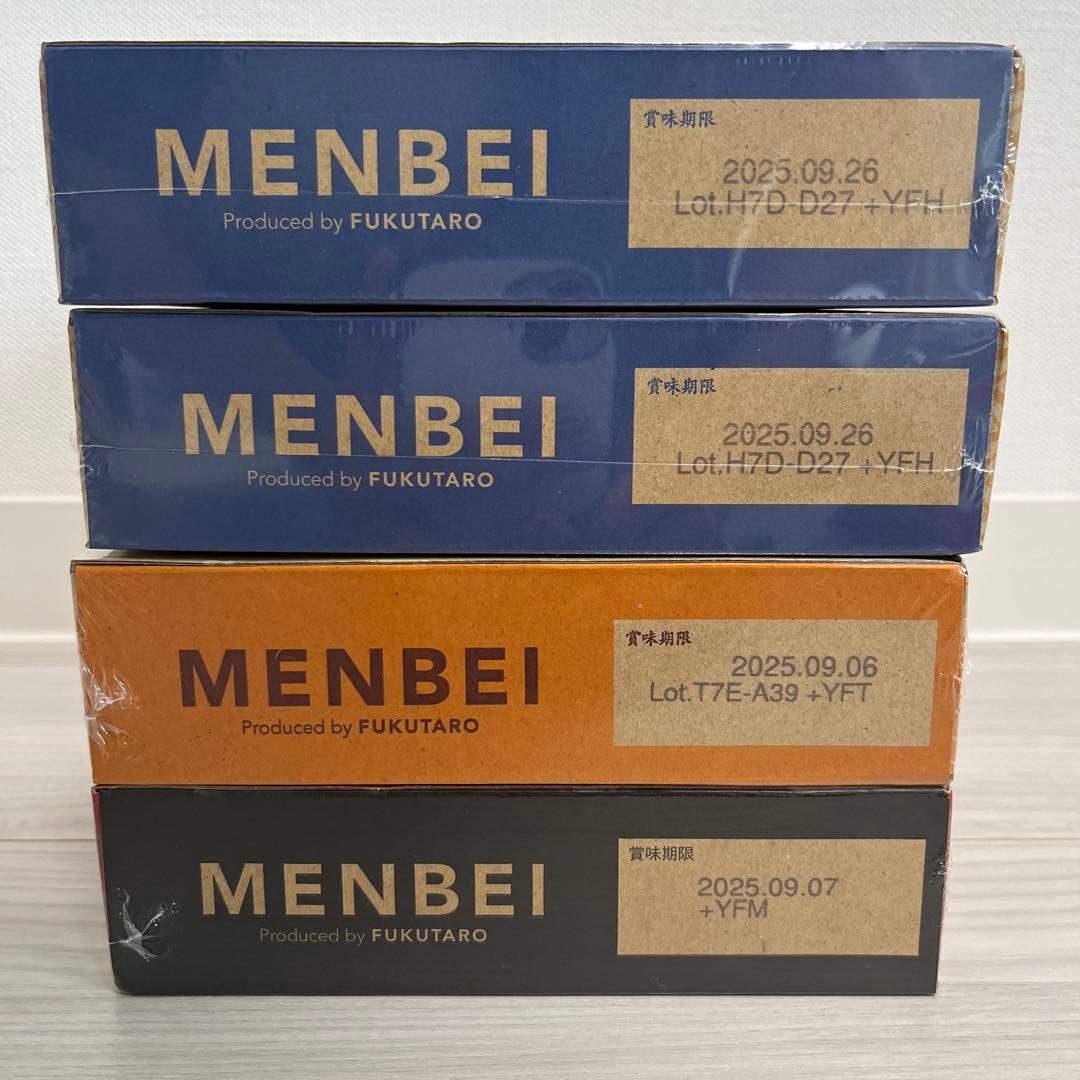 MENBEI
Produced by FUKUTARO
賞味期限
2025.09.26
Lot.H7D-D27 +YFH
MENBEI
Produced by FUKUTARO
賞味期限
2025.09.26
Lot.H7D-D27 +YFH
MENBEI
Produced by FUKUTARO
賞味期限
2025.09.06
Lot.T7E-A39 +YFT
MENBEI
Produced by FUKUTARO
賞味期限
2025.09.07
+YFM